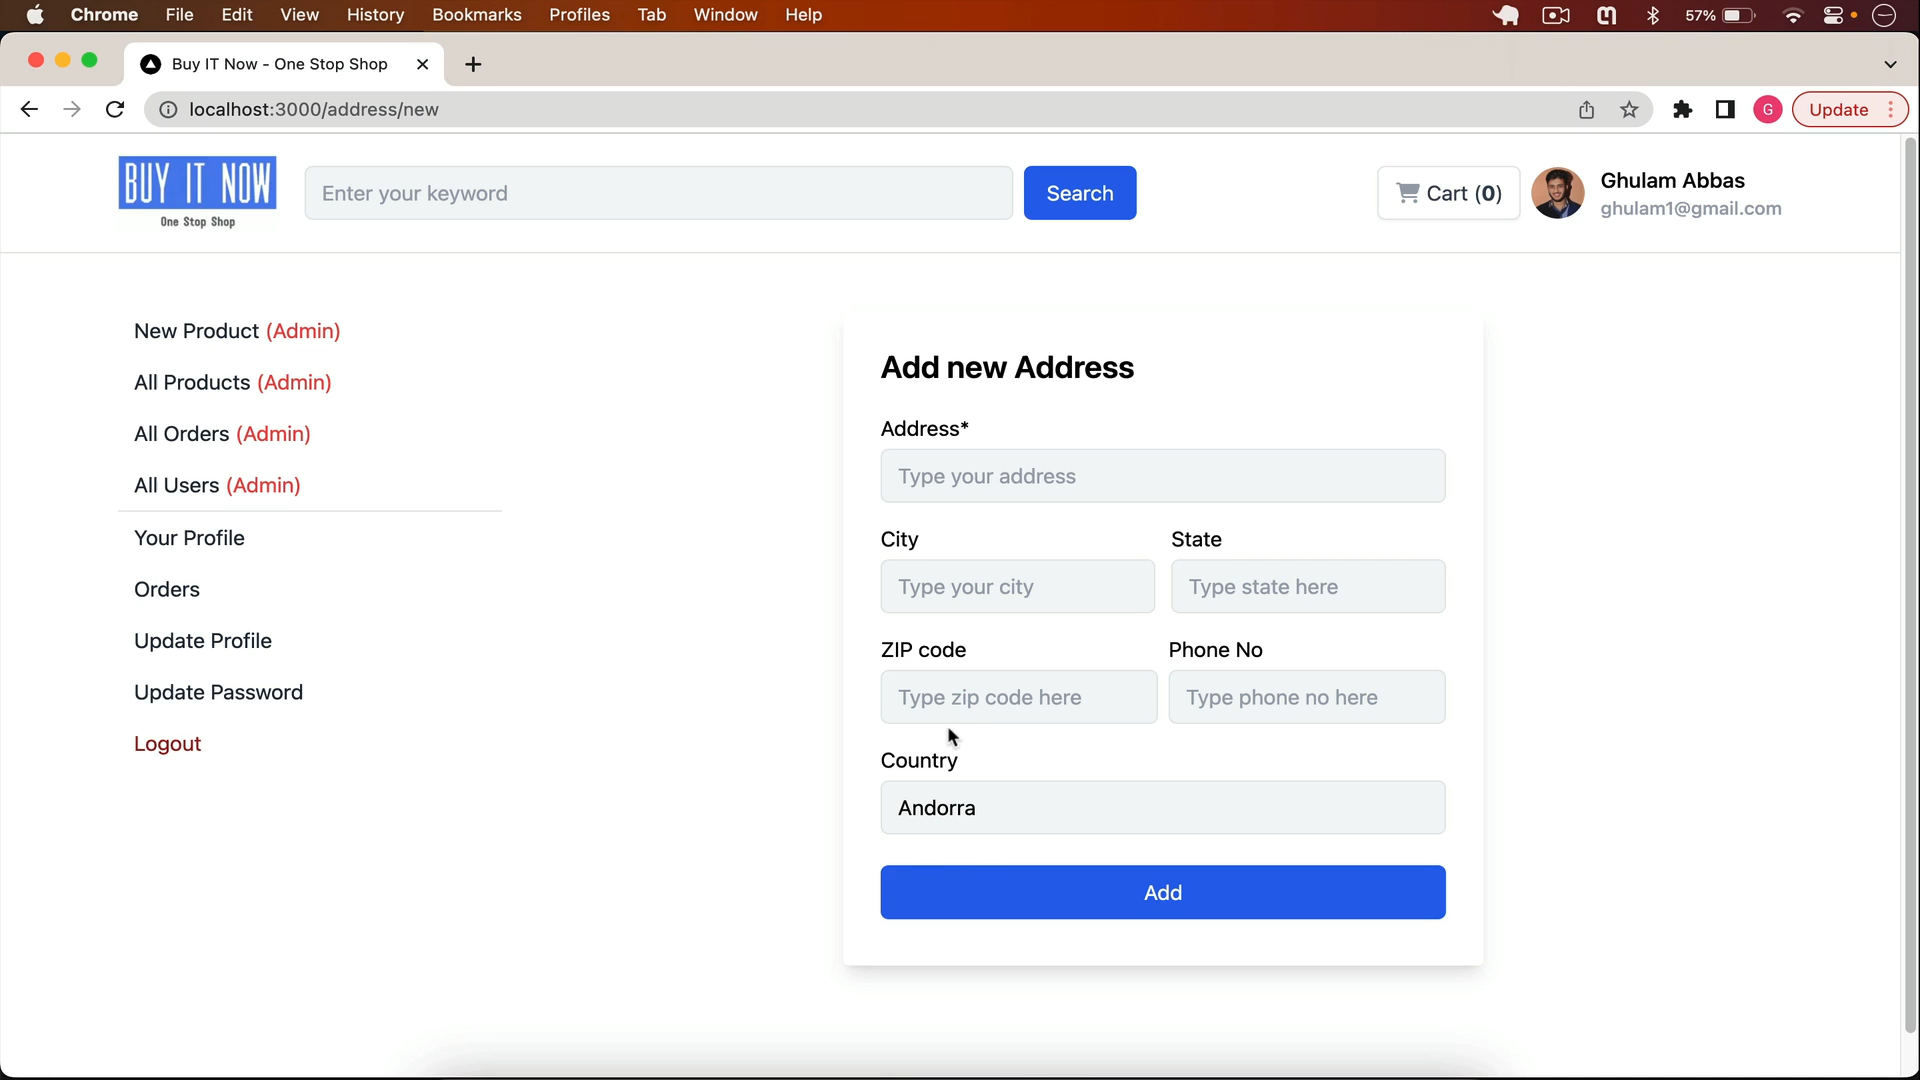 Chrome File Edit View History Bookmarks Profiles Tab Window Help 57%
Buy IT Now - One Stop Shop
localhost:3000/address/new G Update
BUY IT NOW
One Stop Shop
Enter your keyword
Search
Cart (0)
Ghulam Abbas
ghulam1@gmail.com
New Product (Admin)
All Products (Admin)
All Orders (Admin)
All Users (Admin)
Your Profile
Orders
Update Profile
Update Password
Logout
Add new Address
Address*
Type your address
City State
Type your city Type state here
ZIP code Phone No
Type zip code here Type phone no here
Country
Andorra
Add